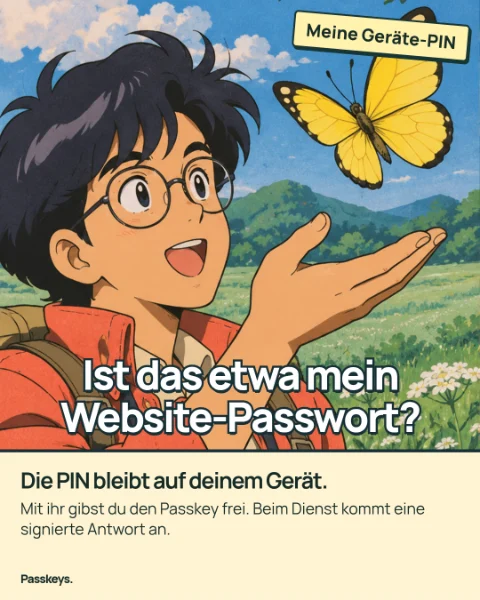 Meine Geräte-PIN
Ist das etwa mein
Website-Passwort?
Die PIN bleibt auf deinem Gerät.
Mit ihr gibst du den Passkey frei. Beim Dienst kommt eine
signierte Antwort an.
Passkeys.